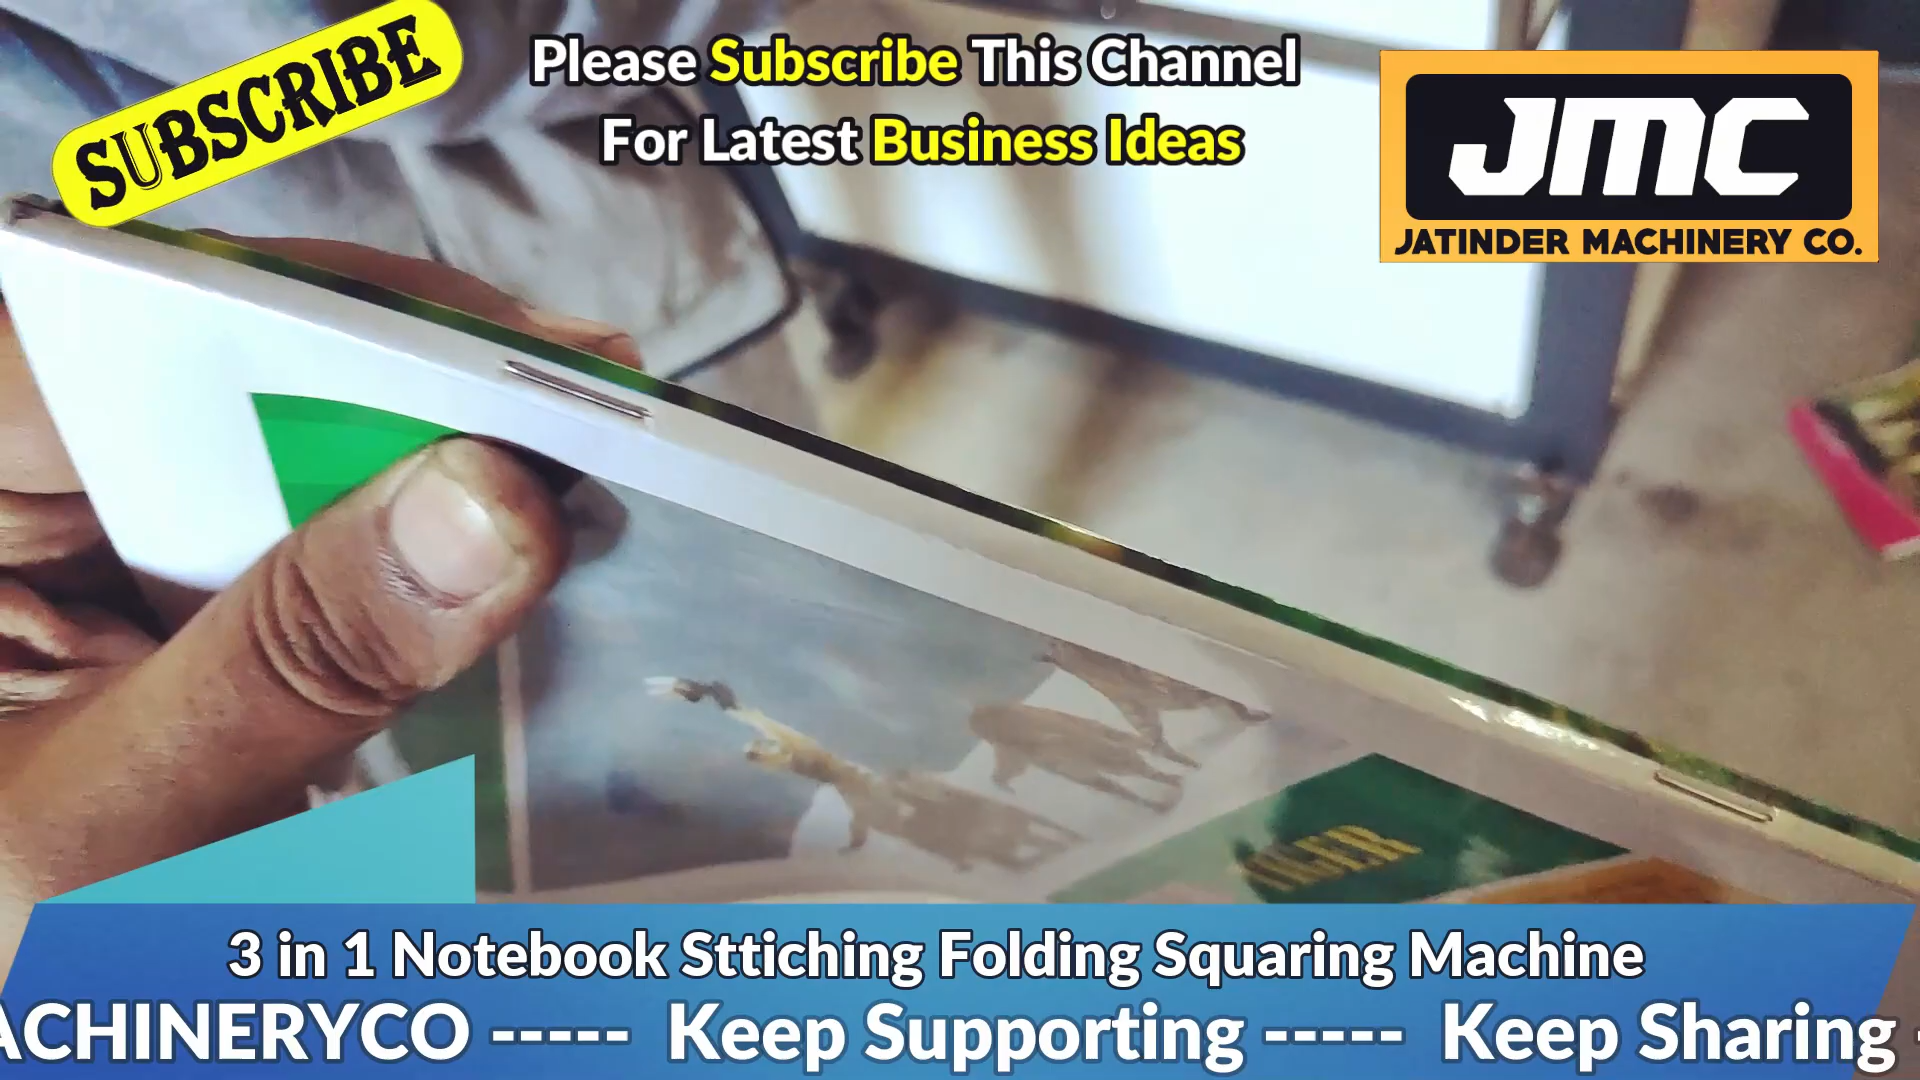 SUBSCRIBE
Please Subscribe This Channel
For Latest Business Ideas
JMC
JATINDER MACHINERY CO.
TIGER
3 in 1 Notebook Sttiching Folding Squaring Machine
ACHINERYCO ----- Keep Supporting ----- Keep Sharing -